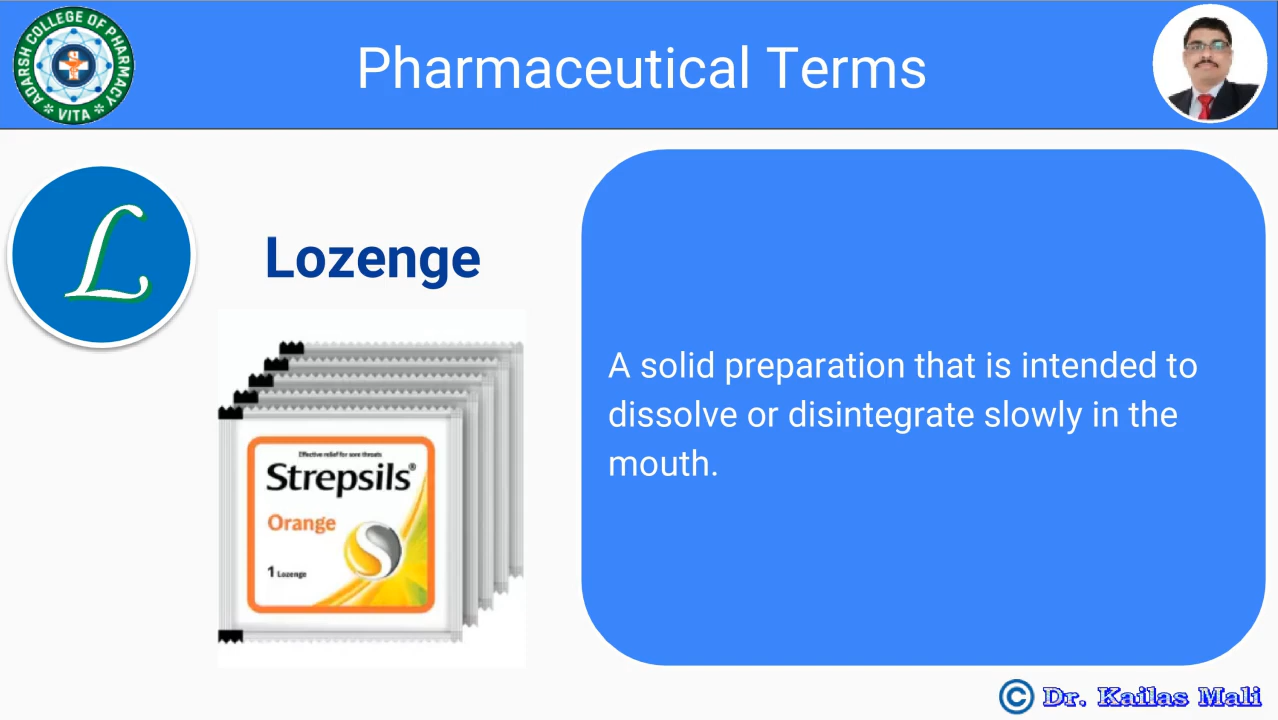 ADARSH COLLEGE OF PHARMACY
* VITA *
Pharmaceutical Terms
L
Lozenge
Effective relief for sore throats
Strepsils®
Orange
1 Lozenge
A solid preparation that is intended to
dissolve or disintegrate slowly in the
mouth.
© Dr. Kailas Mali